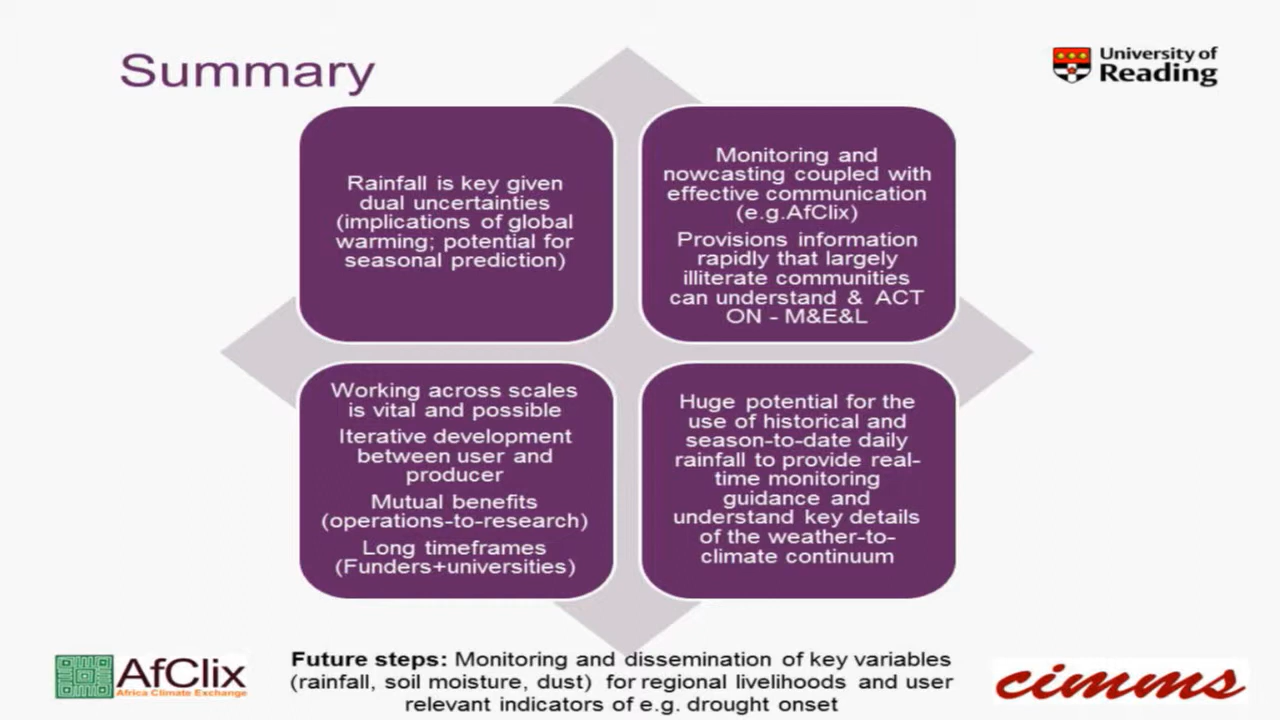 Summary
University of
Reading
Rainfall is key given
dual uncertainties
(implications of global
warming; potential for
seasonal prediction)
Monitoring and
nowcasting coupled with
effective communication
(e.g.AfClix)
Provisions information
rapidly that largely
illiterate communities
can understand & ACT
ON - M&E&L
Working across scales
is vital and possible
Iterative development
between user and
producer
Mutual benefits
(operations-to-research)
Long timeframes
(Funders+universities)
Huge potential for the
use of historical and
season-to-date daily
rainfall to provide real-
time monitoring
guidance and
understand key details
of the weather-to-
climate continuum
AfClix
Africa Climate Exchange
Future steps: Monitoring and dissemination of key variables
(rainfall, soil moisture, dust) for regional livelihoods and user
relevant indicators of e.g. drought onset
cimms